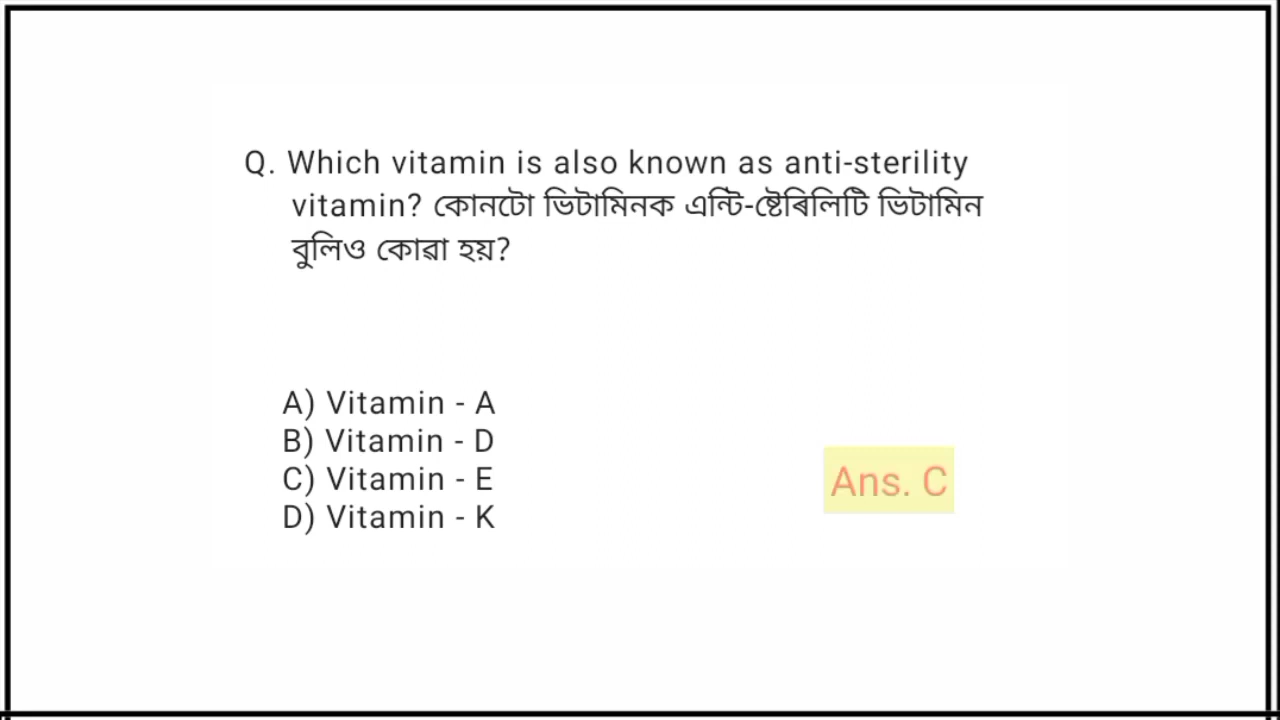 Q. Which vitamin is also known as anti-sterility
vitamin? কোনটো ভিটামিনক এন্টি-ষ্টেৰিলিটি ভিটামিন
বুলিও কোৱা হয়?
A) Vitamin - A
B) Vitamin - D
C) Vitamin - E
D) Vitamin - K
Ans. C